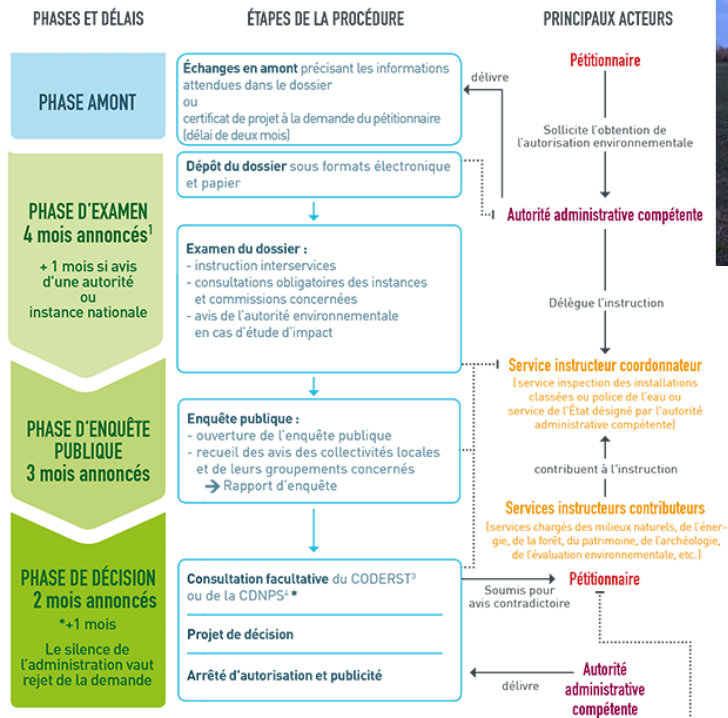 PHASES ET DÉLAIS
ÉTAPES DE LA PROCÉDURE
PRINCIPAUX ACTEURS
PHASE AMONT
Échanges en amont précisant les informations
attendues dans le dossier
ou
certificat de projet à la demande du pétitionnaire
(délai de deux mois)
délivre
Pétitionnaire
Sollicite l'obtention de
l'autorisation environnementale
Autorité administrative compétente
PHASE D'EXAMEN
4 mois annoncés¹
+ 1 mois si avis
d'une autorité
ou
instance nationale
Dépôt du dossier sous formats électronique
et papier
Examen du dossier :
- instruction interservices
- consultations obligatoires des instances
et commissions concernées
- avis de l'autorité environnementale
en cas d'étude d'impact
Délègue l'instruction
Service instructeur coordonnateur
(service inspection des installations
classées ou police de l'eau ou
service de l'État désigné par l'autorité
administrative compétente)
PHASE D'ENQUÊTE
PUBLIQUE
3 mois annoncés
Enquête publique :
- ouverture de l'enquête publique
- recueil des avis des collectivités locales
et de leurs groupements concernés
→ Rapport d'enquête
contribuent à l'instruction
Services instructeurs contributeurs
(services chargés des milieux naturels, de l'éner-
gie, de la forêt, du patrimoine, de l'archéologie,
de l'évaluation environnementale, etc.)
PHASE DE DÉCISION
2 mois annoncés
*+1 mois
Le silence de
l'administration vaut
rejet de la demande
Consultation facultative du CODERST³
ou de la CDNPS⁴ *
Projet de décision
Arrêté d'autorisation et publicité
Soumis pour
avis contradictoire
Pétitionnaire
délivre
Autorité
administrative
compétente